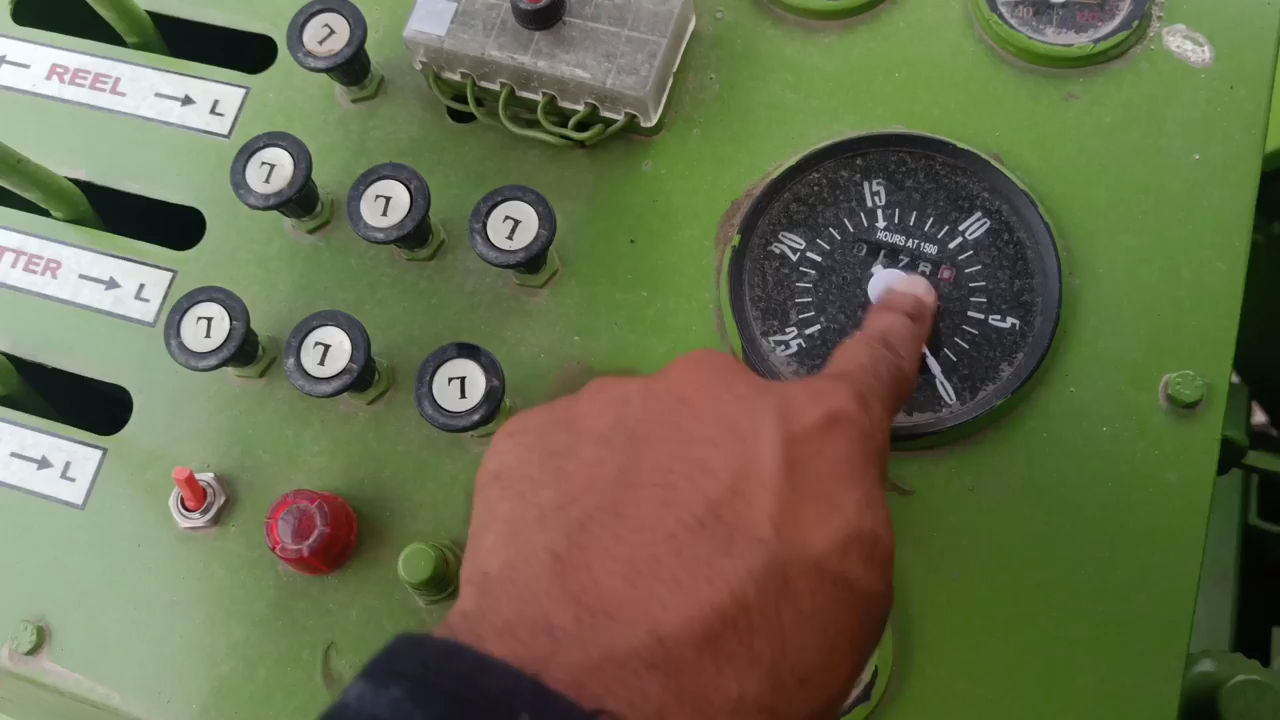 REEL → L
TTER → L
→ L
L
L
L
L
L
L
L
15
10
20
HOURS AT 1500
5
25
0